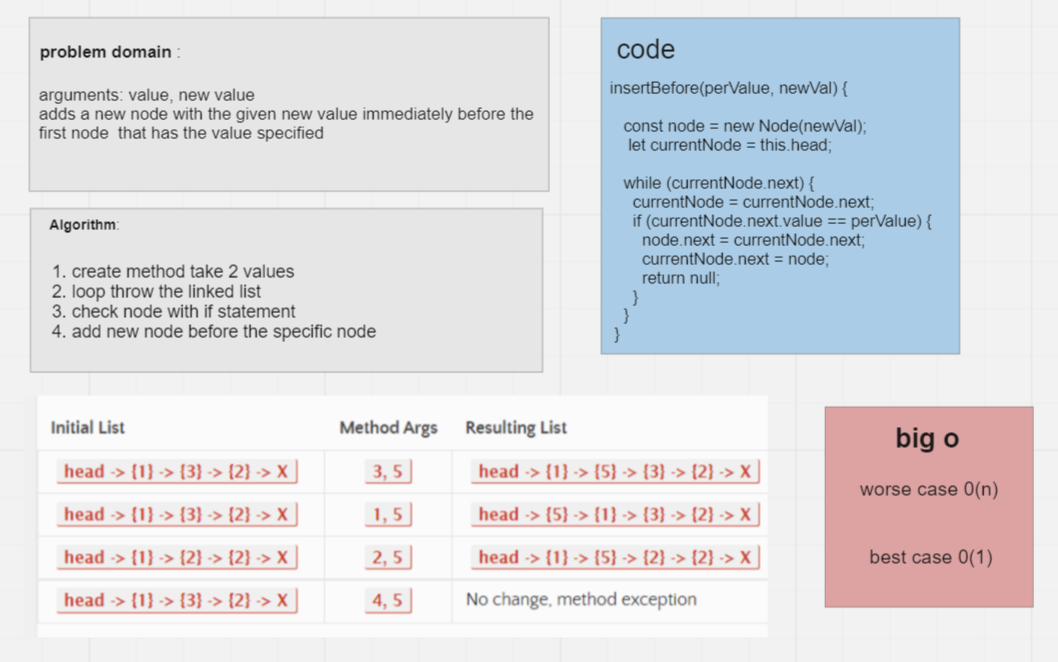 problem domain :
arguments: value, new value
adds a new node with the given new value immediately before the
first node that has the value specified
Algorithm:
1. create method take 2 values
2. loop throw the linked list
3. check node with if statement
4. add new node before the specific node
code
insertBefore(perValue, newVal) {
const node = new Node(newVal);
let currentNode = this.head;
while (currentNode.next) {
currentNode = currentNode.next;
if (currentNode.next.value == perValue) {
node.next = currentNode.next;
currentNode.next = node;
return null;
}
}
}
Initial List Method Args Resulting List
head -> {1} -> {3} -> {2} -> X 3, 5 head -> {1} -> {5} -> {3} -> {2} -> X
head -> {1} -> {3} -> {2} -> X 1, 5 head -> {5} -> {1} -> {3} -> {2} -> X
head -> {1} -> {2} -> {2} -> X 2, 5 head -> {1} -> {5} -> {2} -> {2} -> X
head -> {1} -> {3} -> {2} -> X 4, 5 No change, method exception
big o
worse case 0(n)
best case 0(1)